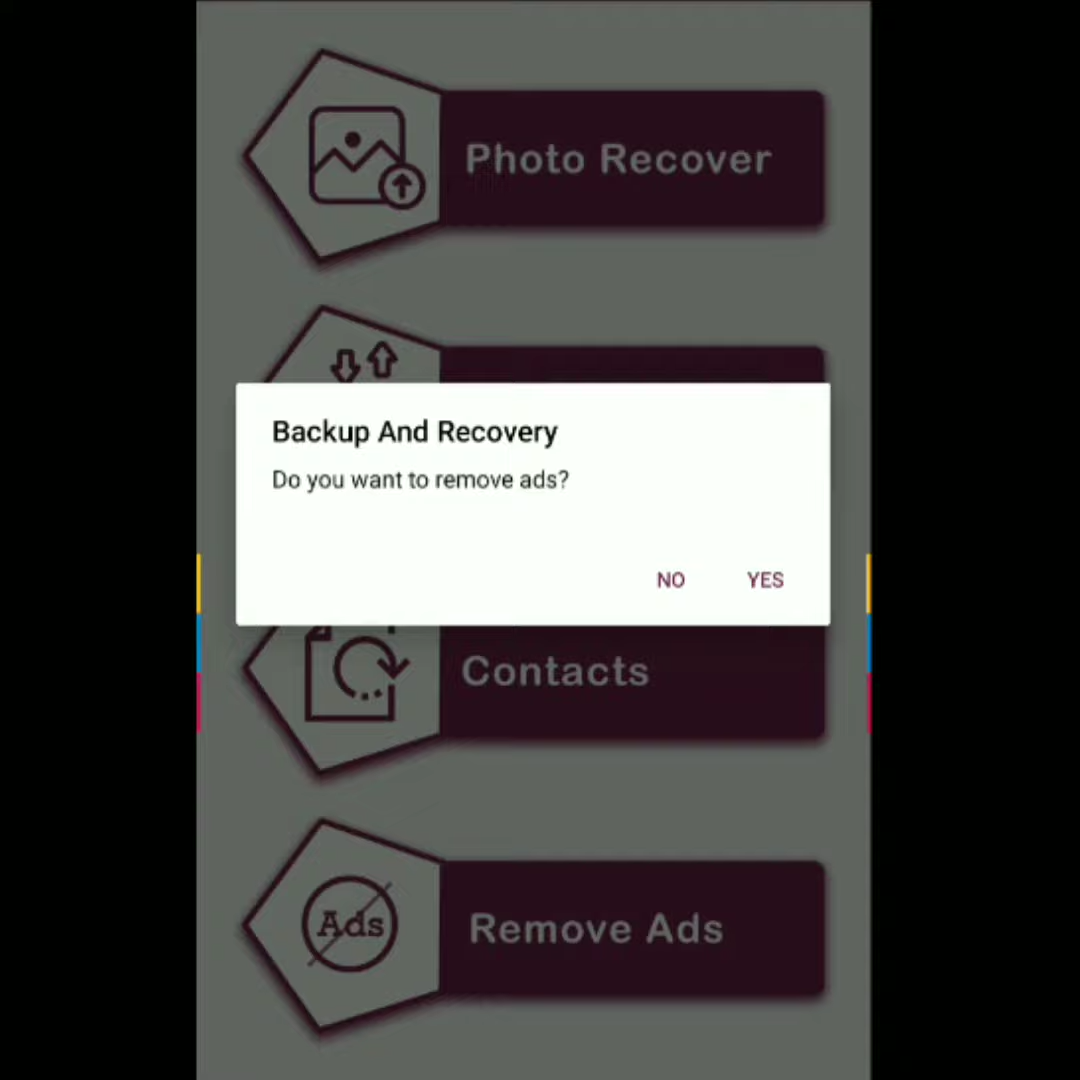 Photo Recover
Backup And Recovery
Do you want to remove ads?
NO YES
Contacts
Ads
Remove Ads